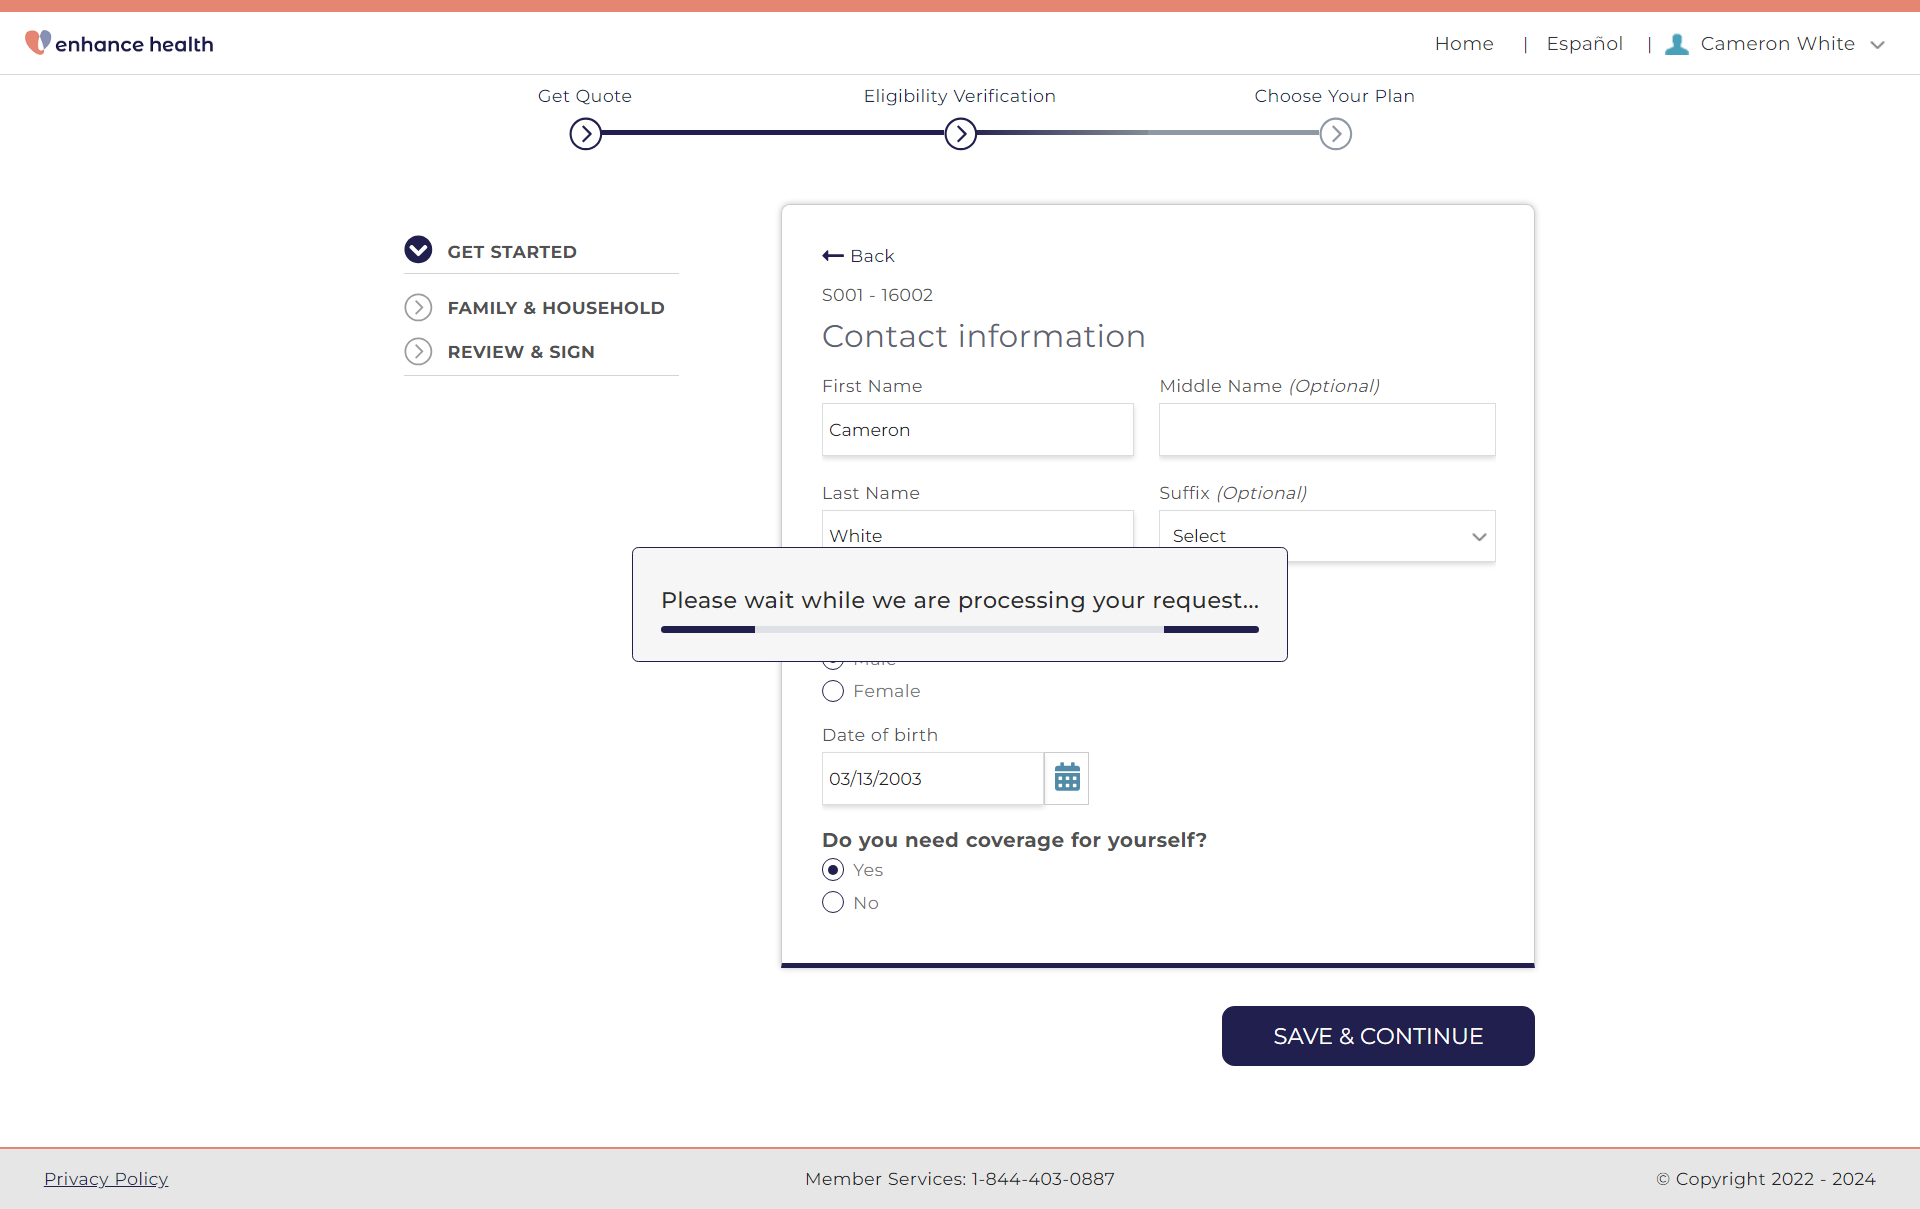 enhance health
Home | Español | Cameron White
Get Quote
Eligibility Verification
Choose Your Plan
GET STARTED
FAMILY & HOUSEHOLD
REVIEW & SIGN
Back
S001 - 16002
Contact information
First Name
Middle Name (Optional)
Cameron
Last Name
Suffix (Optional)
White
Select
Please wait while we are processing your request...
Male
Female
Date of birth
03/13/2003
Do you need coverage for yourself?
Yes
No
SAVE & CONTINUE
Privacy Policy
Member Services: 1-844-403-0887
© Copyright 2022 - 2024